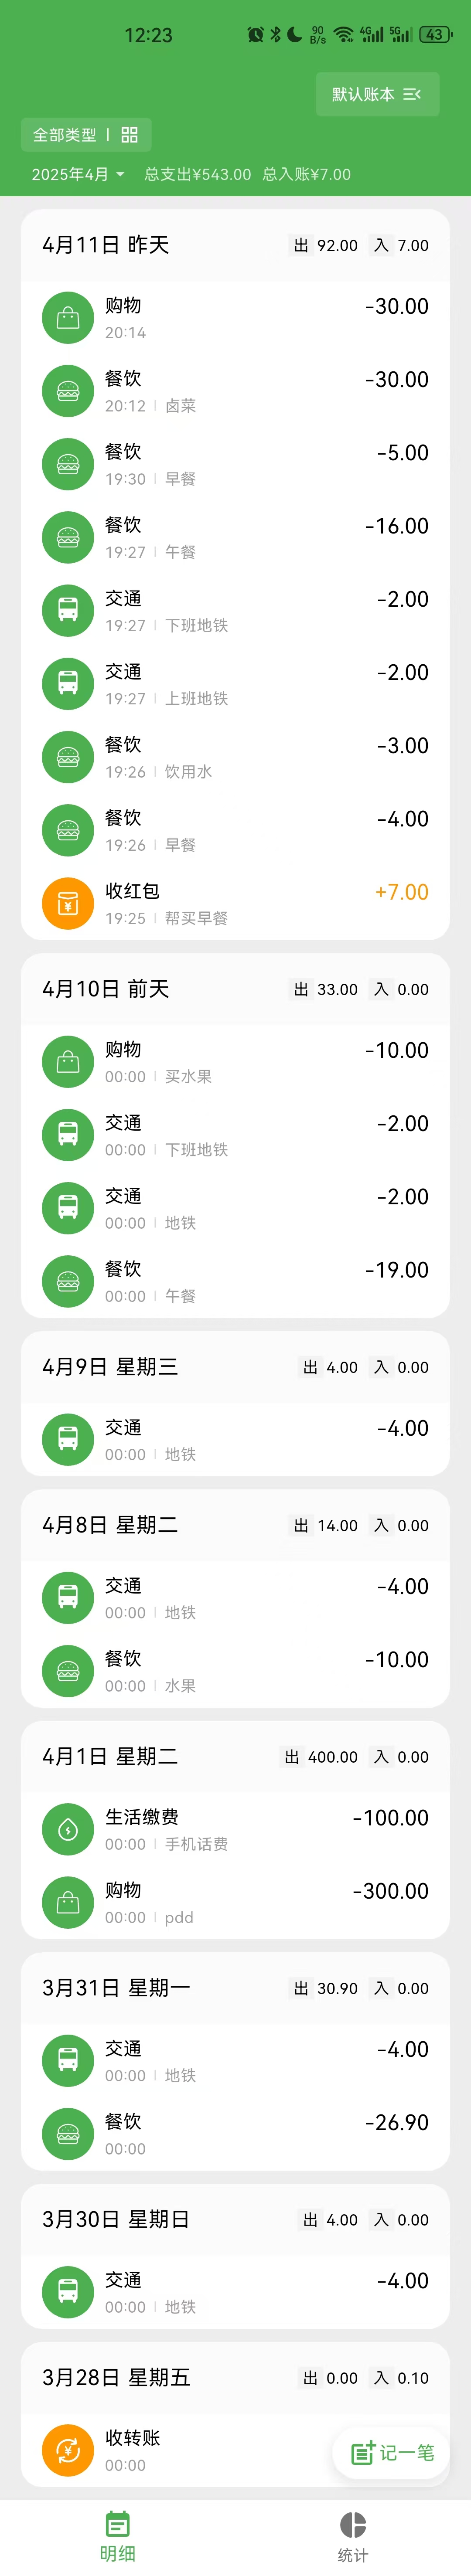 12:23 90 B/s 4G 5G 43
默认账本
全部类型
2025年4月 总支出¥543.00 总入账¥7.00
4月11日 昨天 出 92.00 入 7.00
购物 -30.00
20:14
餐饮 -30.00
20:12 | 卤菜
餐饮 -5.00
19:30 | 早餐
餐饮 -16.00
19:27 | 午餐
交通 -2.00
19:27 | 下班地铁
交通 -2.00
19:27 | 上班地铁
餐饮 -3.00
19:26 | 饮用水
餐饮 -4.00
19:26 | 早餐
收红包 +7.00
19:25 | 帮买早餐
4月10日 前天 出 33.00 入 0.00
购物 -10.00
00:00 | 买水果
交通 -2.00
00:00 | 下班地铁
交通 -2.00
00:00 | 地铁
餐饮 -19.00
00:00 | 午餐
4月9日 星期三 出 4.00 入 0.00
交通 -4.00
00:00 | 地铁
4月8日 星期二 出 14.00 入 0.00
交通 -4.00
00:00 | 地铁
餐饮 -10.00
00:00 | 水果
4月1日 星期二 出 400.00 入 0.00
生活缴费 -100.00
00:00 | 手机话费
购物 -300.00
00:00 | pdd
3月31日 星期一 出 30.90 入 0.00
交通 -4.00
00:00 | 地铁
餐饮 -26.90
00:00
3月30日 星期日 出 4.00 入 0.00
交通 -4.00
00:00 | 地铁
3月28日 星期五 出 0.00 入 0.10
收转账
00:00
记一笔
明细 统计